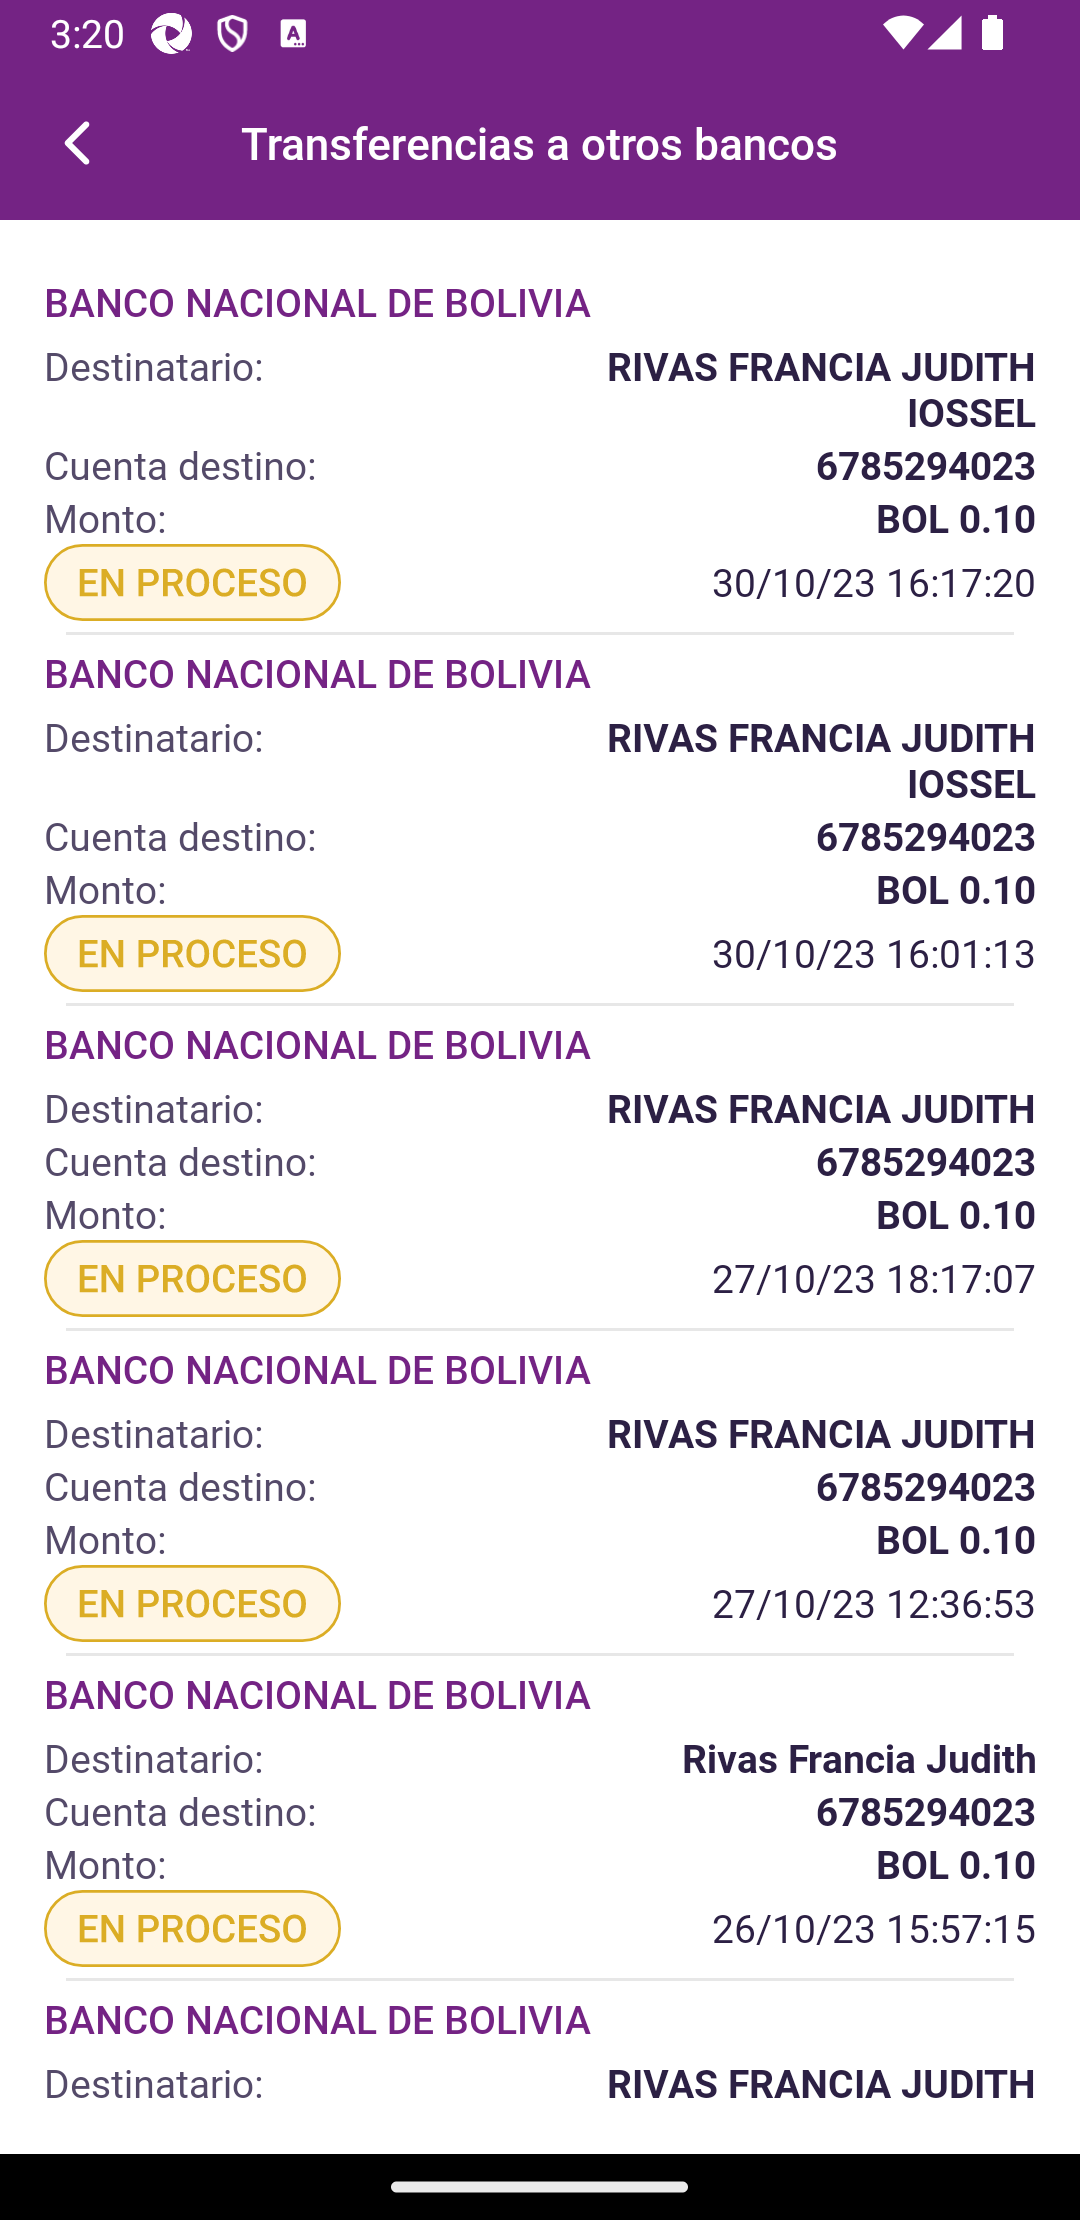 3:20
Transferencias a otros bancos
BANCO NACIONAL DE BOLIVIA
Destinatario: RIVAS FRANCIA JUDITH
IOSSEL
Cuenta destino: 6785294023
Monto: BOL 0.10
EN PROCESO 30/10/23 16:17:20
BANCO NACIONAL DE BOLIVIA
Destinatario: RIVAS FRANCIA JUDITH
IOSSEL
Cuenta destino: 6785294023
Monto: BOL 0.10
EN PROCESO 30/10/23 16:01:13
BANCO NACIONAL DE BOLIVIA
Destinatario: RIVAS FRANCIA JUDITH
Cuenta destino: 6785294023
Monto: BOL 0.10
EN PROCESO 27/10/23 18:17:07
BANCO NACIONAL DE BOLIVIA
Destinatario: RIVAS FRANCIA JUDITH
Cuenta destino: 6785294023
Monto: BOL 0.10
EN PROCESO 27/10/23 12:36:53
BANCO NACIONAL DE BOLIVIA
Destinatario: Rivas Francia Judith
Cuenta destino: 6785294023
Monto: BOL 0.10
EN PROCESO 26/10/23 15:57:15
BANCO NACIONAL DE BOLIVIA
Destinatario: RIVAS FRANCIA JUDITH